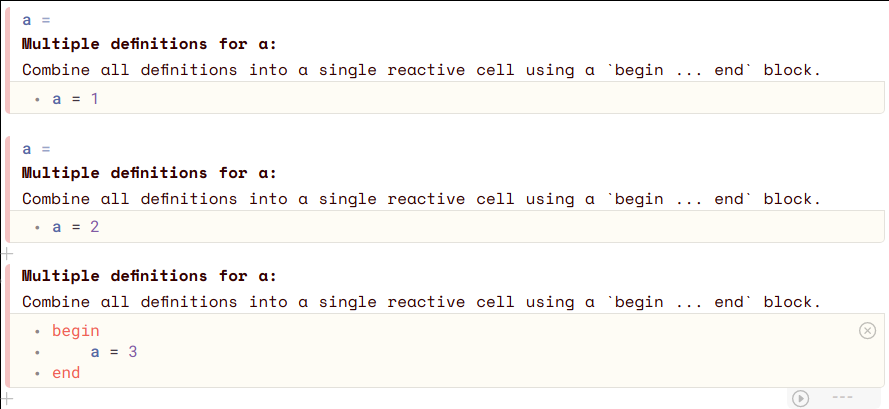 a =
Multiple definitions for a:
Combine all definitions into a single reactive cell using a `begin ... end` block.
• a = 1
a =
Multiple definitions for a:
Combine all definitions into a single reactive cell using a `begin ... end` block.
• a = 2
Multiple definitions for a:
Combine all definitions into a single reactive cell using a `begin ... end` block.
• begin
•     a = 3
• end
---